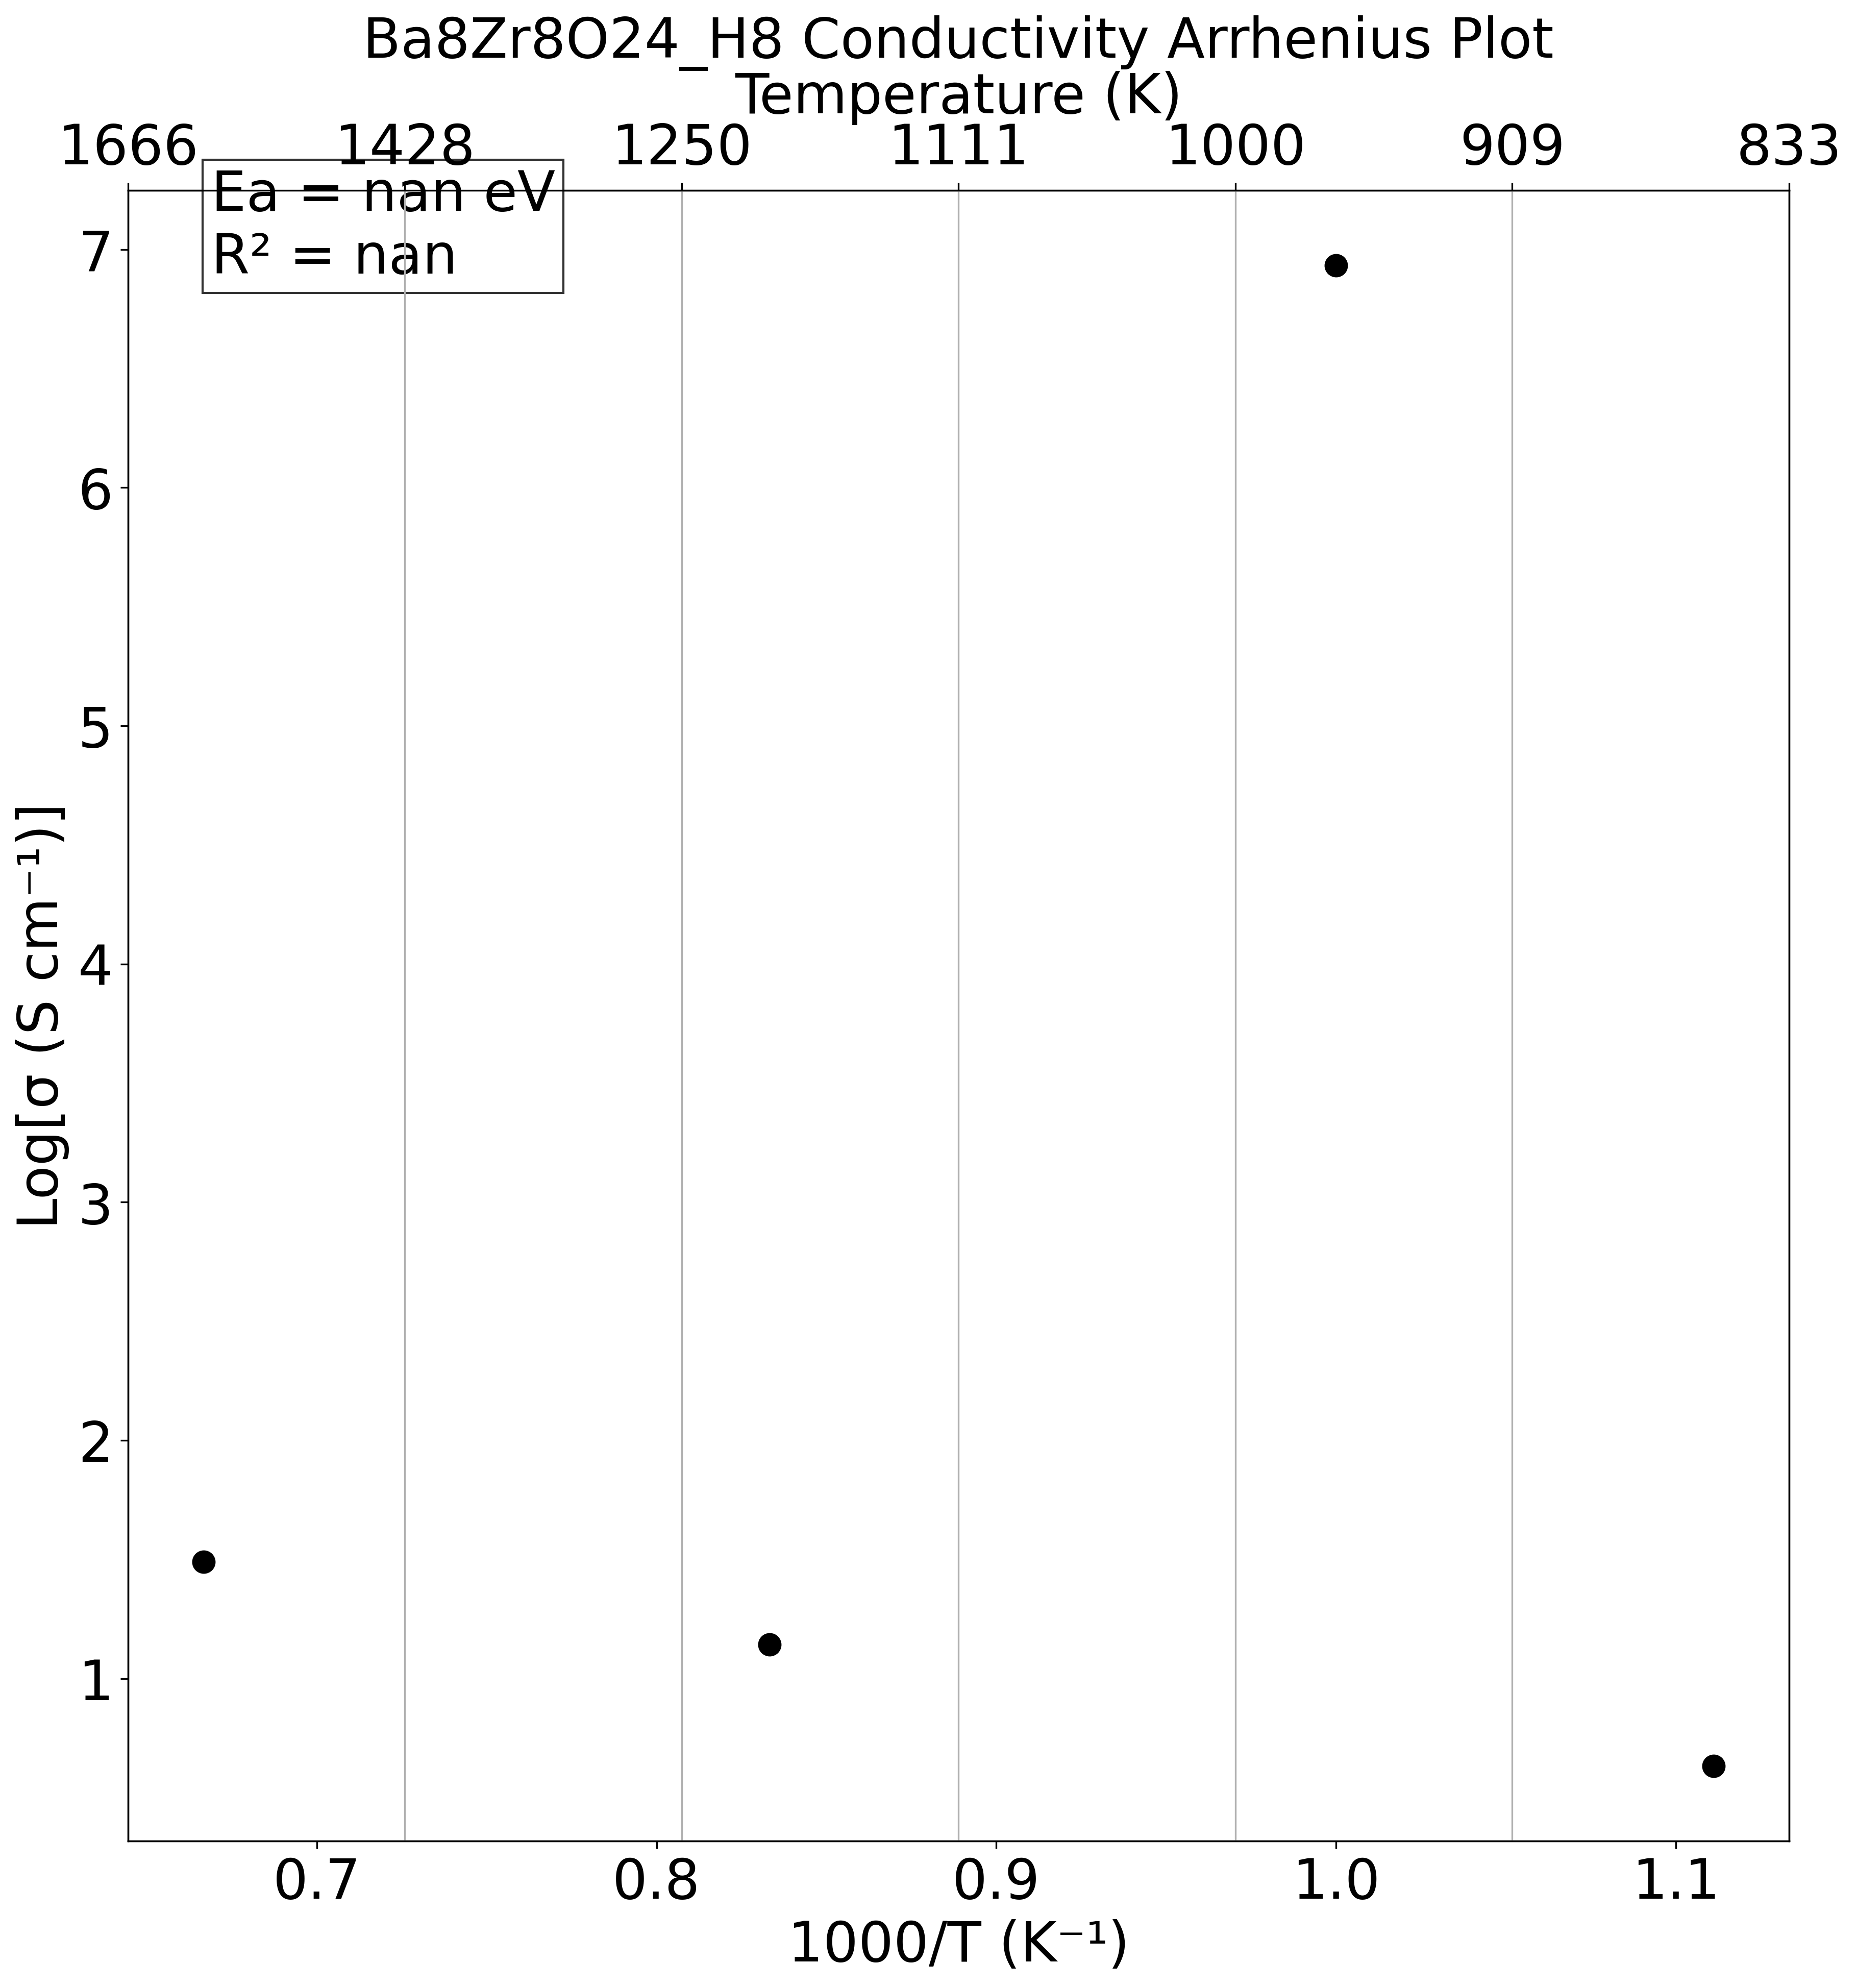 Ba8Zr8O24_H8 Conductivity Arrhenius Plot
Temperature (K)
1666 1428 1250 1111 1000 909 833
Ea = nan eV
R² = nan
7
6
5
4
3
2
1
Log[σ (S cm⁻¹)]
0.7 0.8 0.9 1.0 1.1
1000/T (K⁻¹)